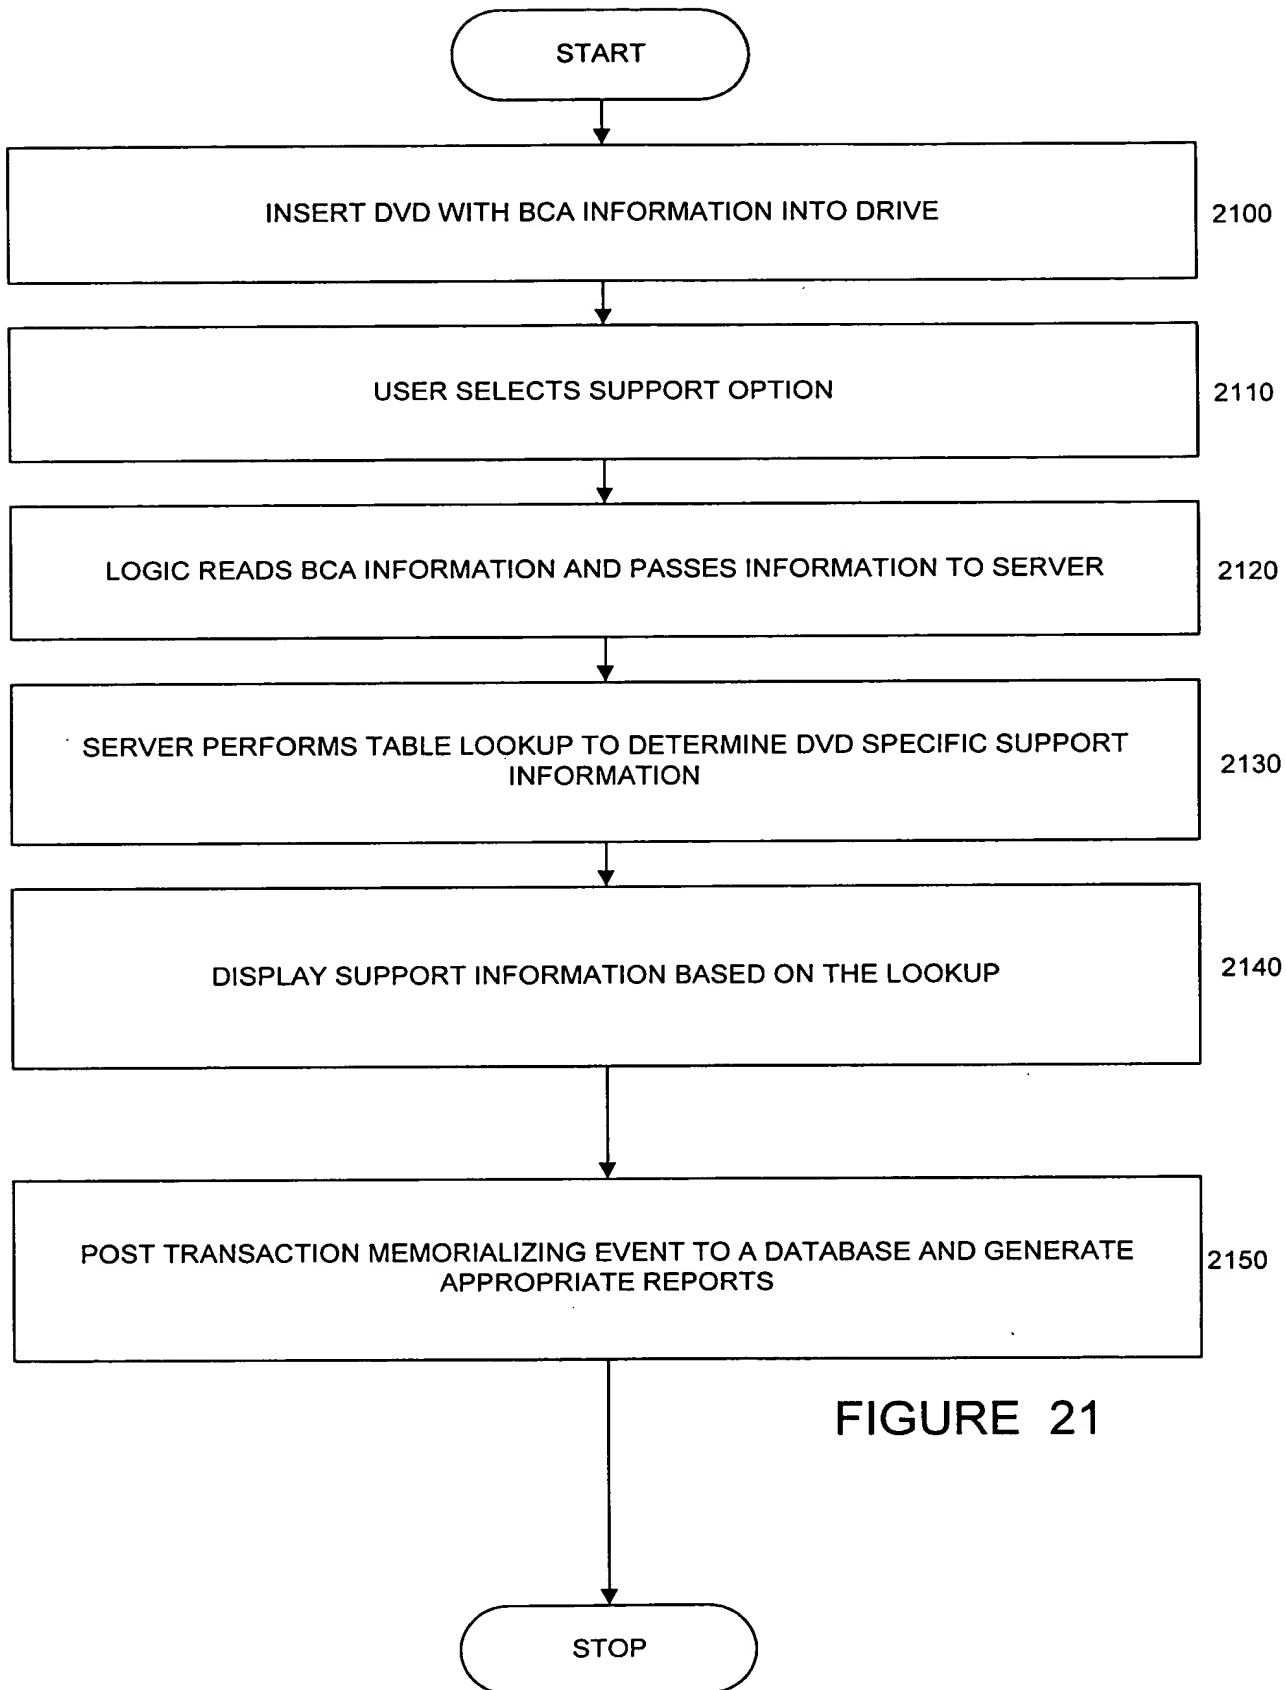 START
INSERT DVD WITH BCA INFORMATION INTO DRIVE
2100
USER SELECTS SUPPORT OPTION
2110
LOGIC READS BCA INFORMATION AND PASSES INFORMATION TO SERVER
2120
SERVER PERFORMS TABLE LOOKUP TO DETERMINE DVD SPECIFIC SUPPORT
INFORMATION
2130
DISPLAY SUPPORT INFORMATION BASED ON THE LOOKUP
2140
POST TRANSACTION MEMORIALIZING EVENT TO A DATABASE AND GENERATE
APPROPRIATE REPORTS
2150
FIGURE 21
STOP